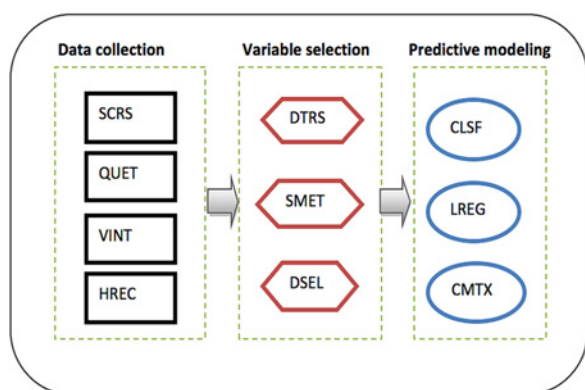 Data collection
Variable selection
Predictive modeling
SCRS
QUET
VINT
HREC
DTRS
SMET
DSEL
CLSF
LREG
CMTX